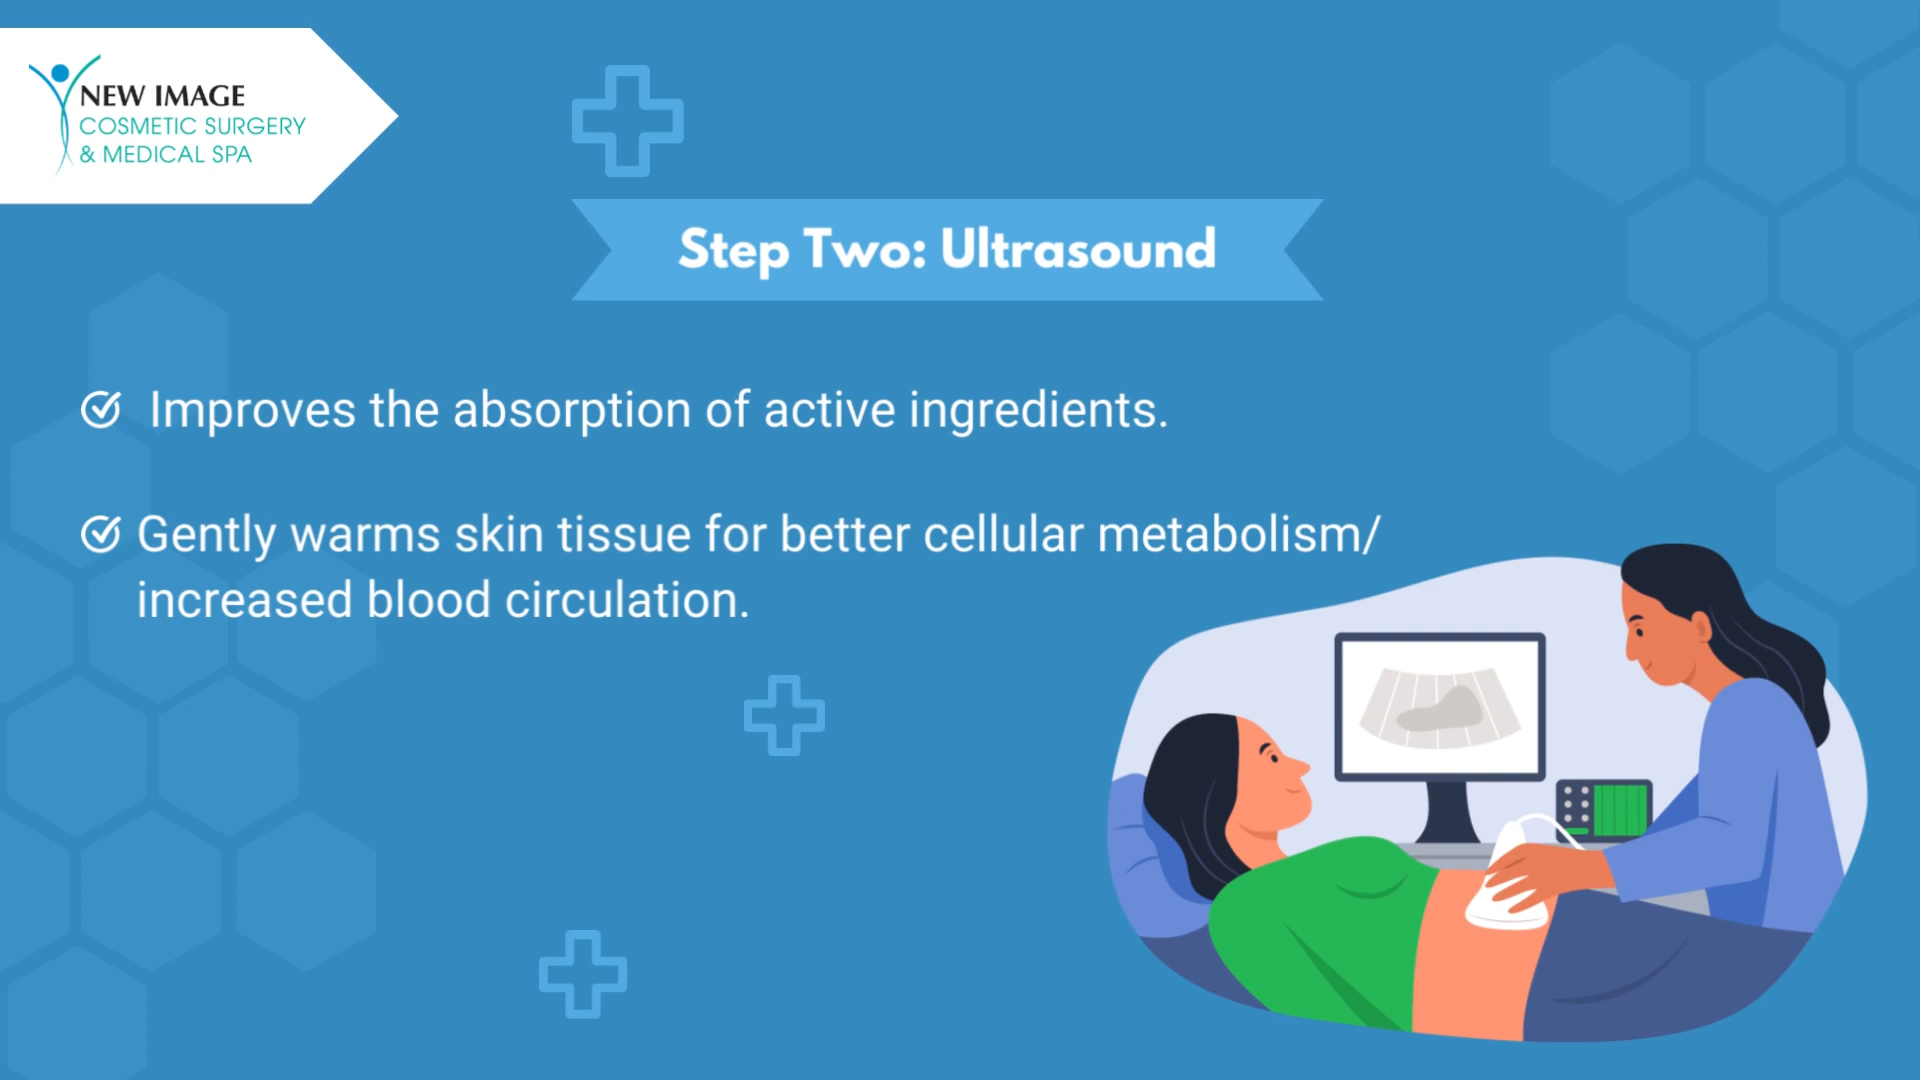 NEW IMAGE
COSMETIC SURGERY
& MEDICAL SPA
Step Two: Ultrasound
Improves the absorption of active ingredients.
Gently warms skin tissue for better cellular metabolism/
increased blood circulation.